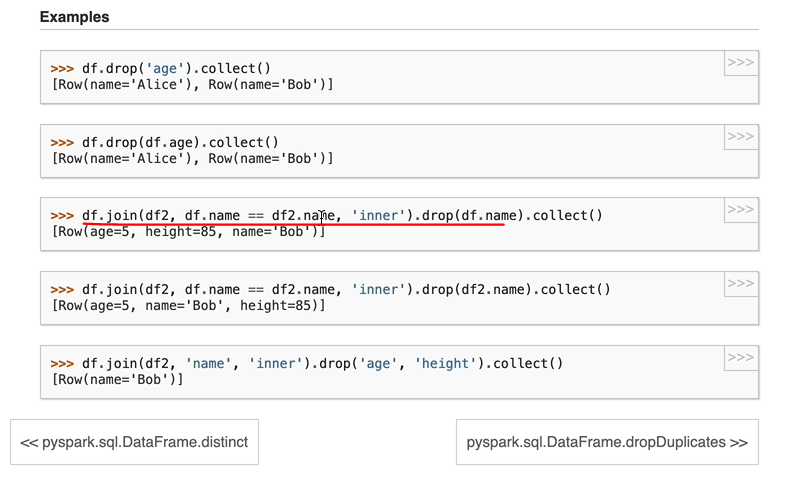 Examples
>>> df.drop('age').collect()
[Row(name='Alice'), Row(name='Bob')]
>>>
>>> df.drop(df.age).collect()
[Row(name='Alice'), Row(name='Bob')]
>>>
>>> df.join(df2, df.name == df2.name, 'inner').drop(df.name).collect()
[Row(age=5, height=85, name='Bob')]
>>>
>>> df.join(df2, df.name == df2.name, 'inner').drop(df2.name).collect()
[Row(age=5, name='Bob', height=85)]
>>>
>>> df.join(df2, 'name', 'inner').drop('age', 'height').collect()
[Row(name='Bob')]
>>>
<< pyspark.sql.DataFrame.distinct
pyspark.sql.DataFrame.dropDuplicates >>